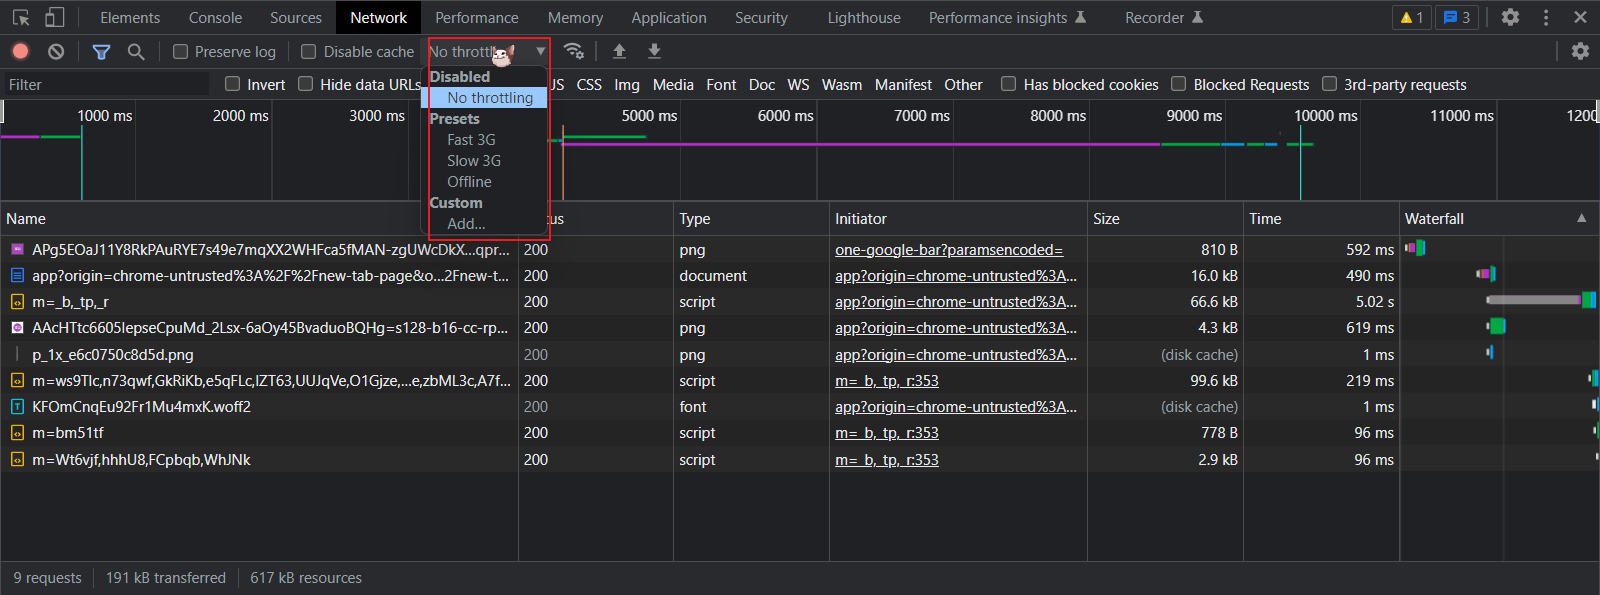 Elements Console Sources Network Performance Memory Application Security Lighthouse Performance insights Recorder 1 3
Preserve log Disable cache No throttl
Filter Invert Hide data URLs JS CSS Img Media Font Doc WS Wasm Manifest Other Has blocked cookies Blocked Requests 3rd-party requests
Disabled
No throttling
Presets
Fast 3G
Slow 3G
Offline
Custom
Add...
1000 ms 2000 ms 3000 ms 5000 ms 6000 ms 7000 ms 8000 ms 9000 ms 10000 ms 11000 ms 1200
Name us Type Initiator Size Time Waterfall
APg5EOaJ11Y8RkPAuRYE7s49e7mqXX2WHFca5fMAN-zgUWcDkX...qpr... 200 png one-google-bar?paramsencoded= 810 B 592 ms
app?origin=chrome-untrusted%3A%2F%2Fnew-tab-page&o...2Fnew-t... 200 document app?origin=chrome-untrusted%3A... 16.0 kB 490 ms
m=_b,_tp,_r 200 script app?origin=chrome-untrusted%3A... 66.6 kB 5.02 s
AAcHTtc6605lepseCpuMd_2Lsx-6aOy45BvaduoBQHg=s128-b16-cc-rp... 200 png app?origin=chrome-untrusted%3A... 4.3 kB 619 ms
p_1x_e6c0750c8d5d.png 200 png app?origin=chrome-untrusted%3A... (disk cache) 1 ms
m=ws9Tlc,n73qwf,GkRiKb,e5qFLc,IZT63,UUJqVe,O1Gjze,...e,zbML3c,A7f... 200 script m=_b,_tp,_r:353 99.6 kB 219 ms
KFOmCnqEu92Fr1Mu4mxK.woff2 200 font app?origin=chrome-untrusted%3A... (disk cache) 1 ms
m=bm51tf 200 script m=_b,_tp,_r:353 778 B 96 ms
m=Wt6vjf,hhhU8,FCpbqb,WhJNk 200 script m=_b,_tp,_r:353 2.9 kB 96 ms
9 requests 191 kB transferred 617 kB resources